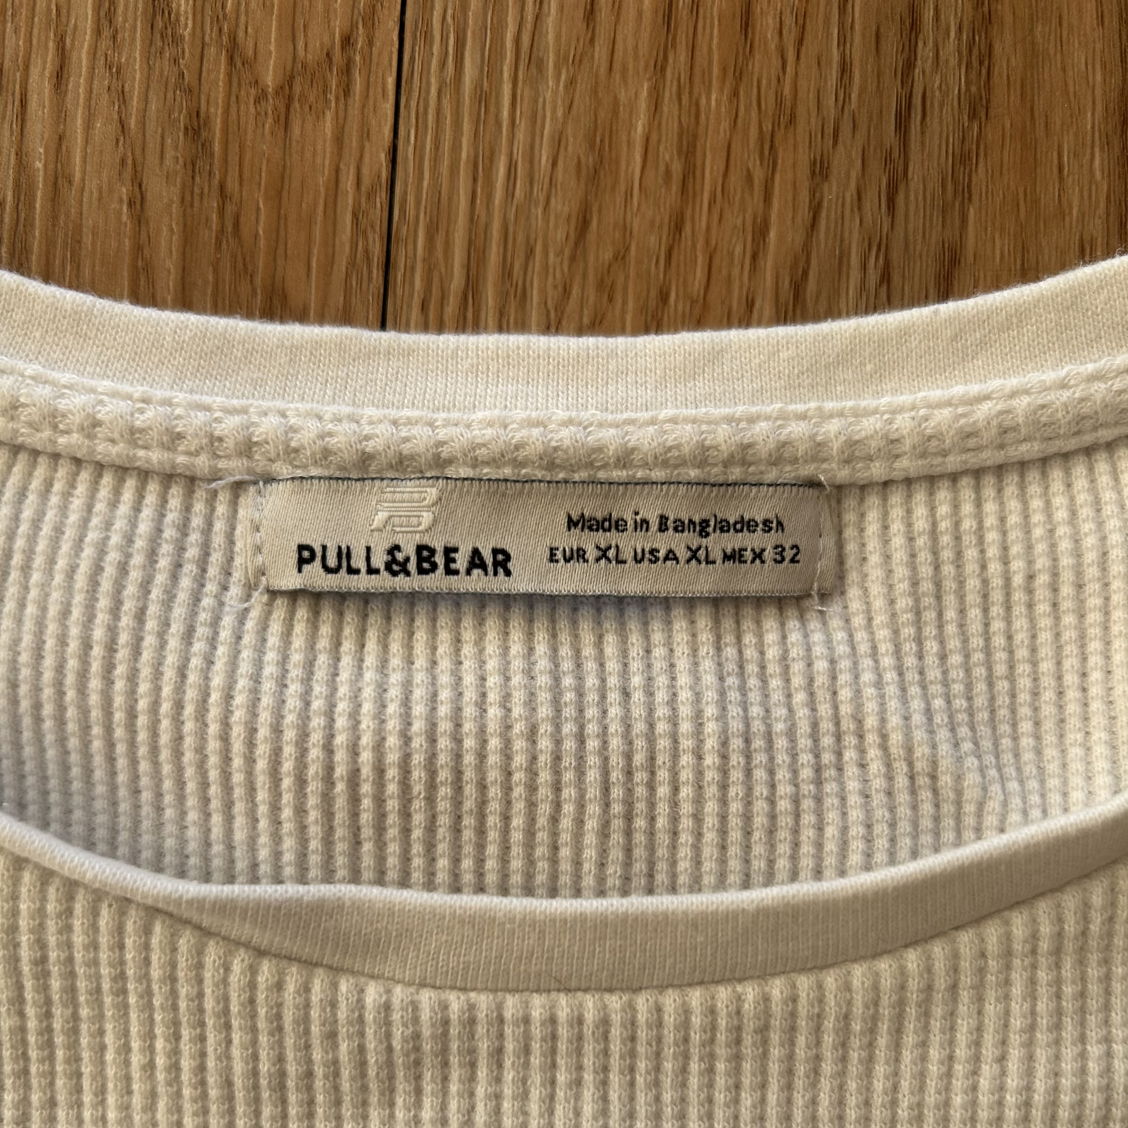 PULL&BEAR
Made in Bangladesh
EUR XL USA XL MEX 32